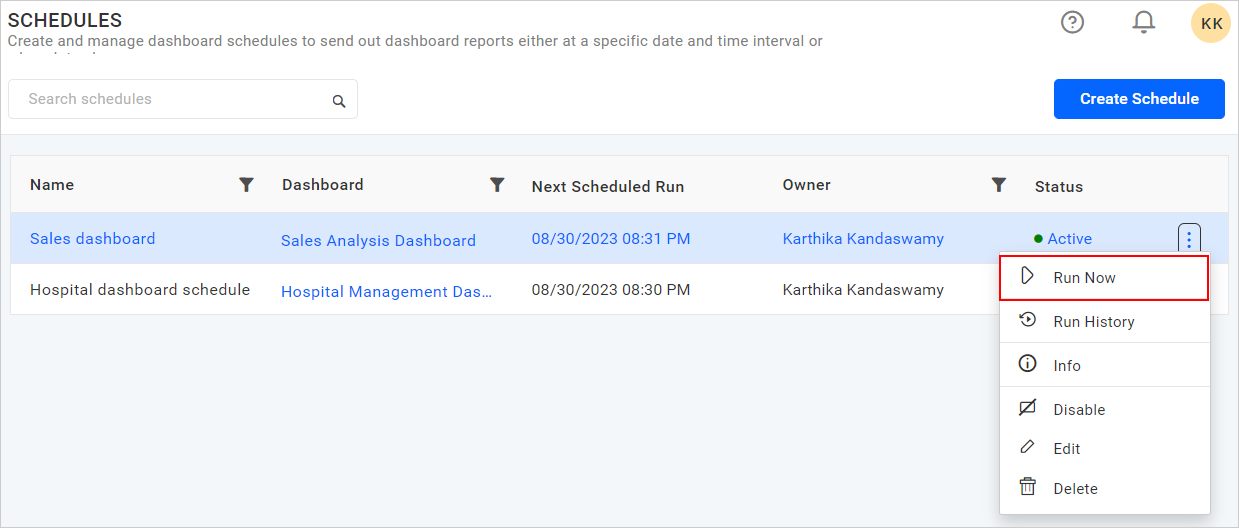 SCHEDULES
Create and manage dashboard schedules to send out dashboard reports either at a specific date and time interval or
KK
Search schedules
Create Schedule
Name Dashboard Next Scheduled Run Owner Status
Sales dashboard Sales Analysis Dashboard 08/30/2023 08:31 PM Karthika Kandaswamy Active
Hospital dashboard schedule Hospital Management Das... 08/30/2023 08:30 PM Karthika Kandaswamy
Run Now
Run History
Info
Disable
Edit
Delete